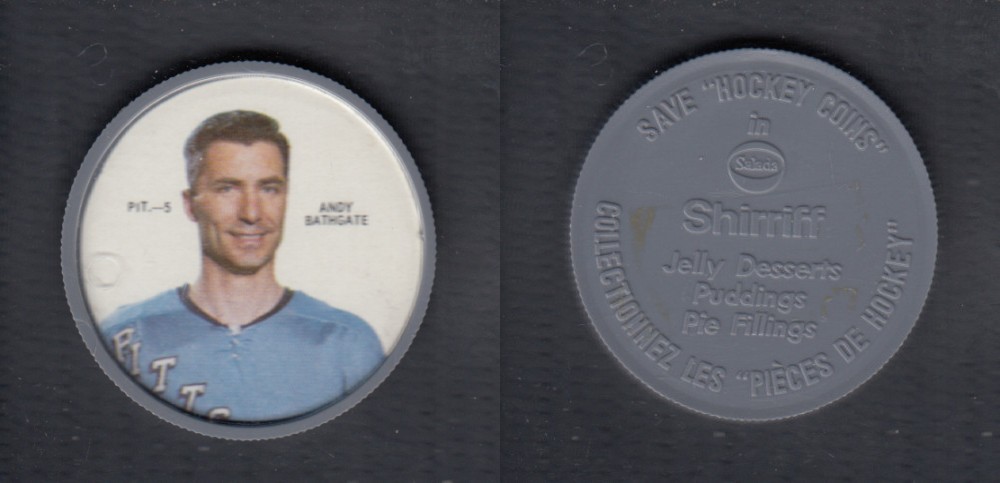 PIT.—5
ANDY
BATHGATE
PITTS
SAVE "HOCKEY COINS"
in
Salada
Shirriff
Jelly Desserts
Puddings
Pie Fillings
COLLECTIONNEZ LES "PIÈCES DE HOCKEY"